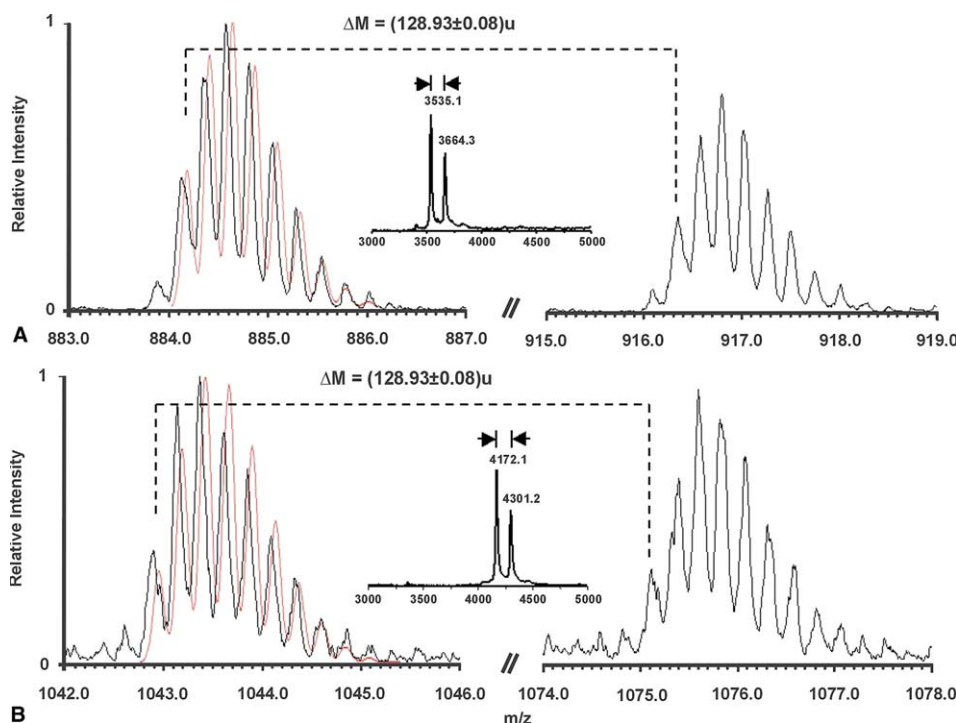 ΔM = (128.93±0.08)u
1
Relative Intensity
0
3535.1
3664.3
3000 3500 4000 4500 5000
//
A
883.0 884.0 885.0 886.0 887.0 915.0 916.0 917.0 918.0 919.0
ΔM = (128.93±0.08)u
1
Relative Intensity
0
4172.1
4301.2
3000 3500 4000 4500 5000
//
1042.0 1043.0 1044.0 1045.0 1046.0 1074.0 1075.0 1076.0 1077.0 1078.0
B
m/z